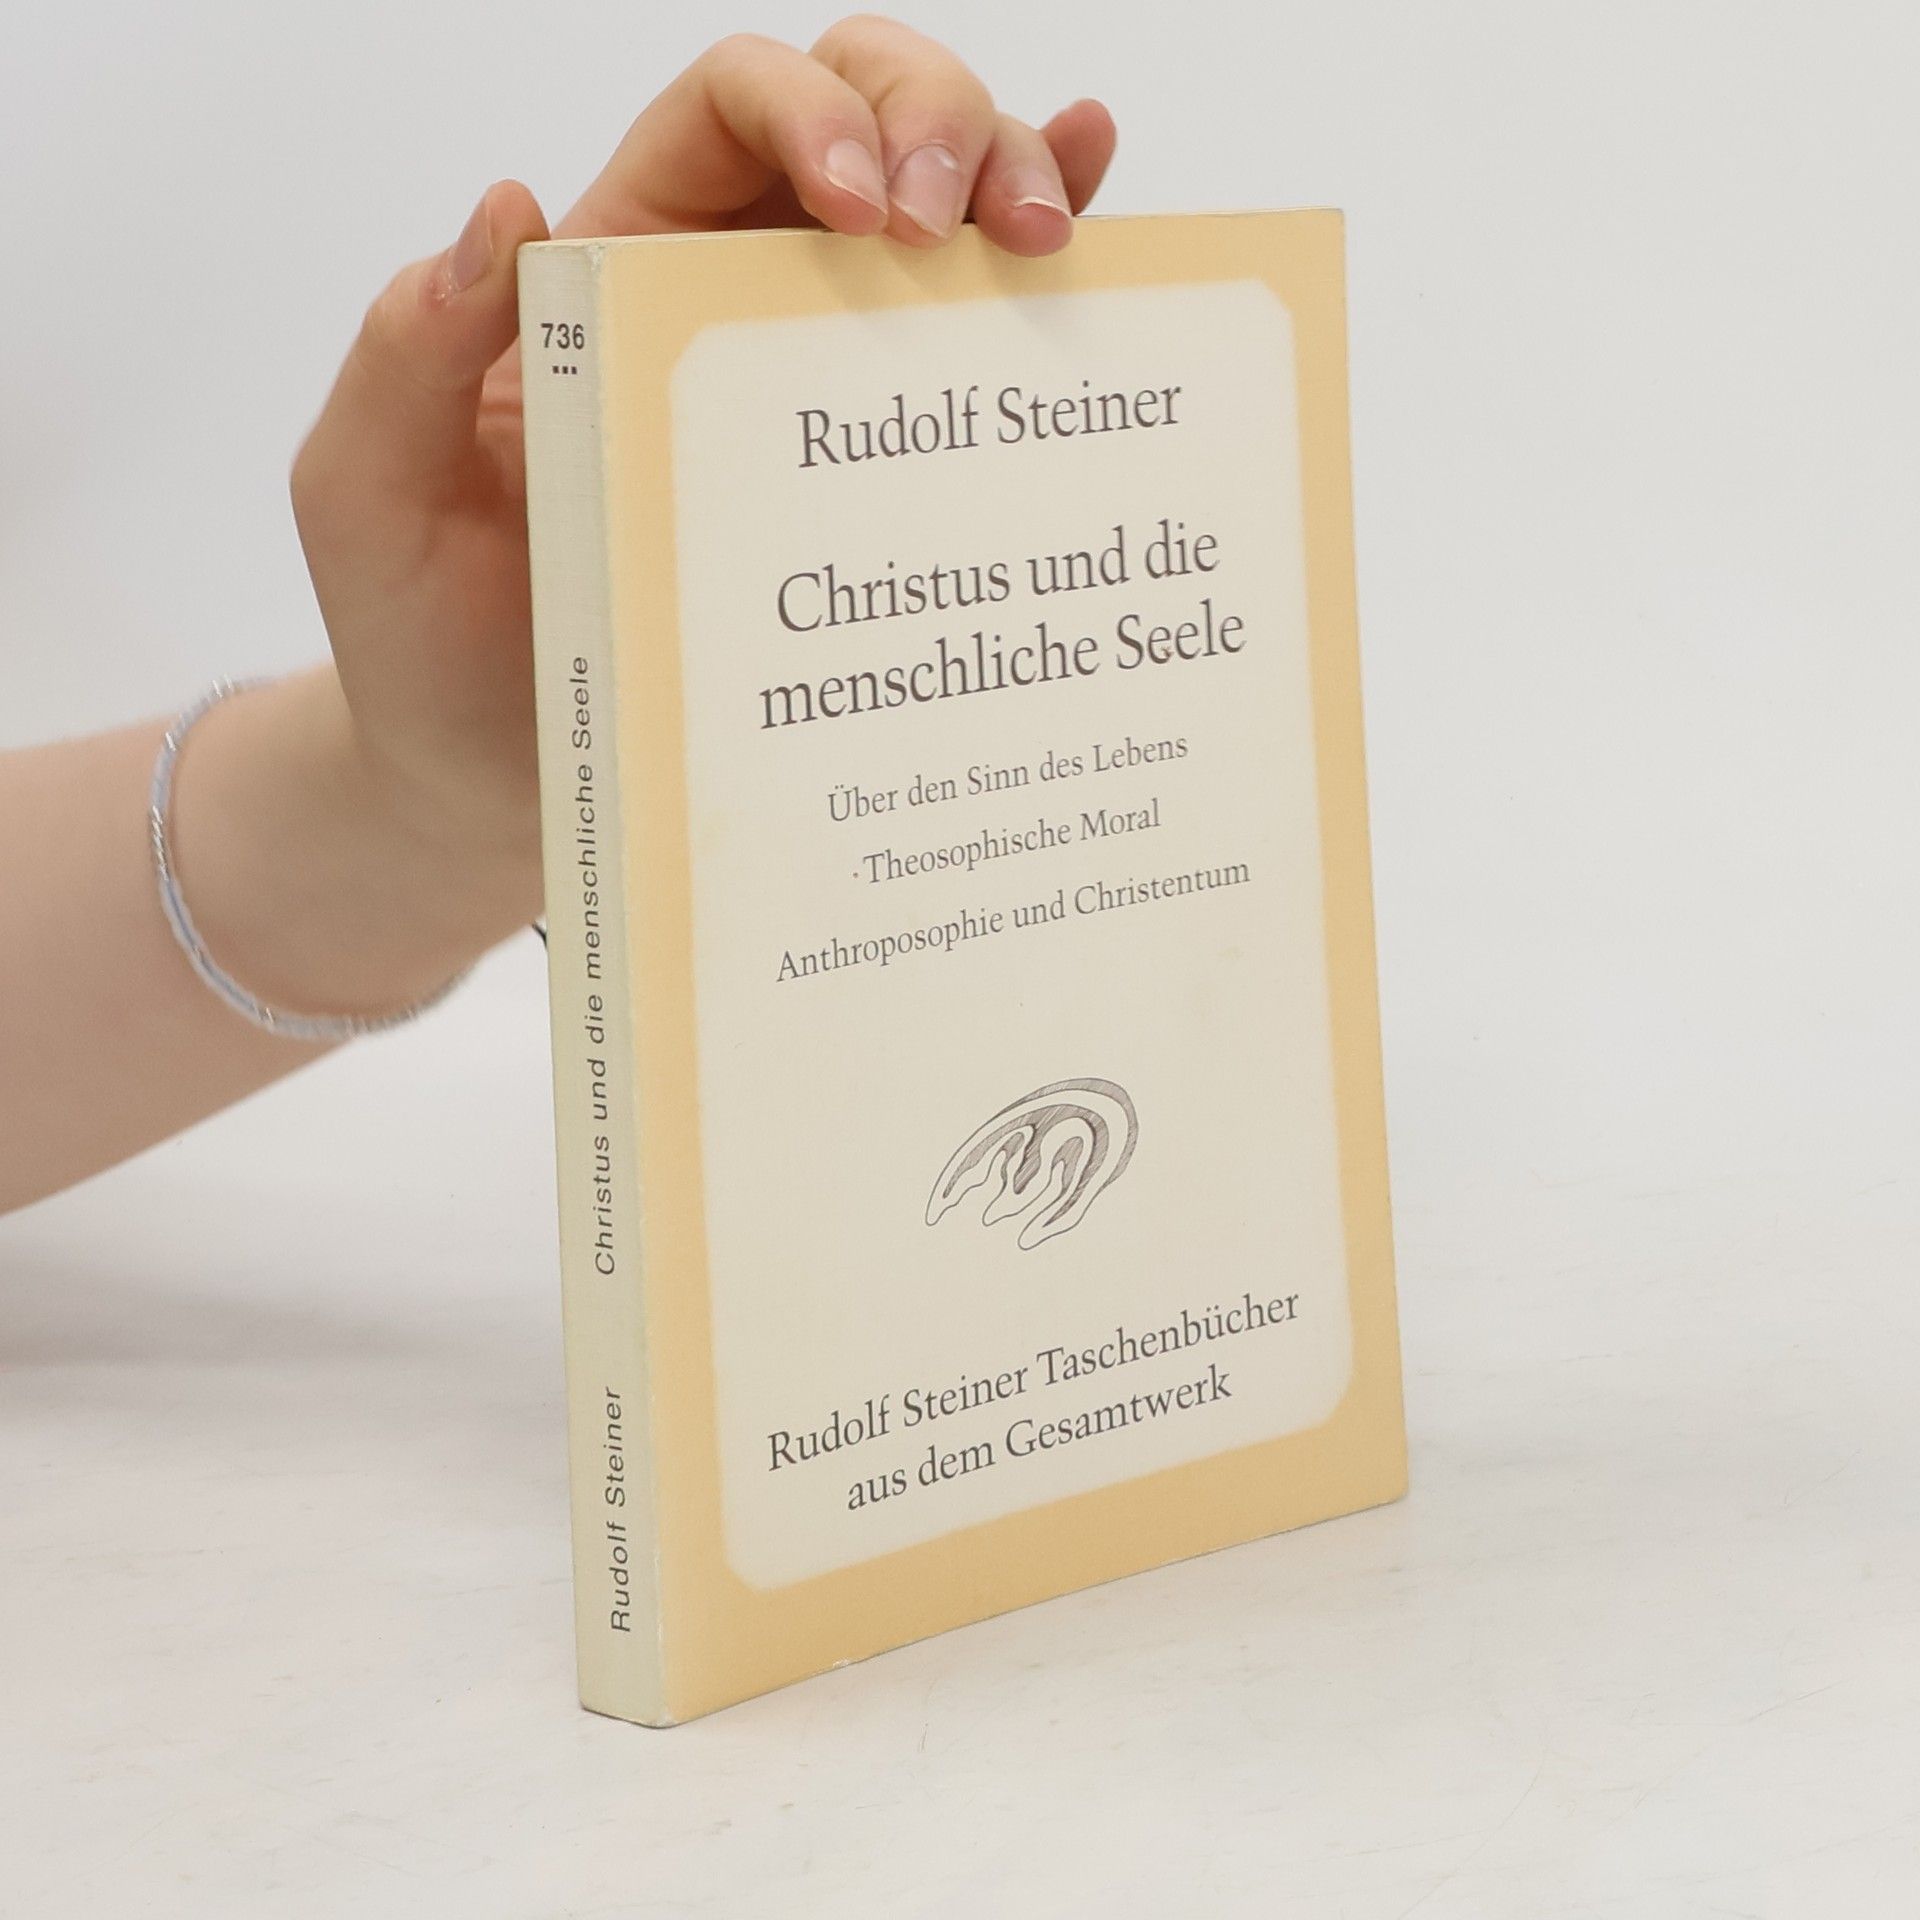 736
Christus und die menschliche Seele
Rudolf Steiner
Rudolf Steiner
Christus und die
menschliche Seele
Über den Sinn des Lebens
Theosophische Moral
Anthroposophie und Christentum
Rudolf Steiner Taschenbücher
aus dem Gesamtwerk